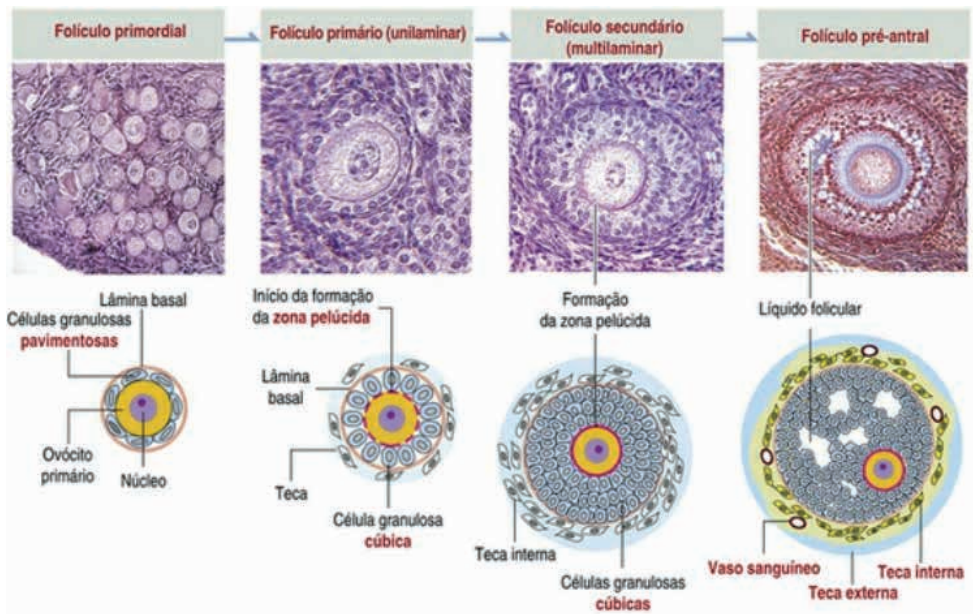 Folículo primordial
Folículo primário (unilaminar)
Folículo secundário
(multilaminar)
Folículo pré-antral
Lâmina basal
Células granulosas
pavimentosas
Ovócito
primário
Núcleo
Início da formação
da zona pelúcida
Lâmina
basal
Teca
Célula granulosa
cúbica
Formação
da zona pelúcida
Teca interna
Células granulosas
cúbicas
Líquido folicular
Vaso sanguíneo
Teca externa
Teca interna